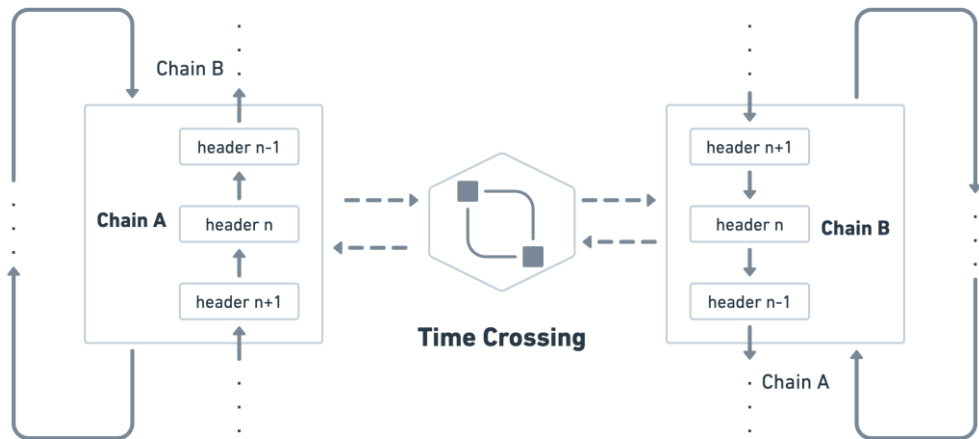 Chain B
header n-1
Chain A
header n
header n+1
Time Crossing
header n+1
header n
Chain B
header n-1
Chain A